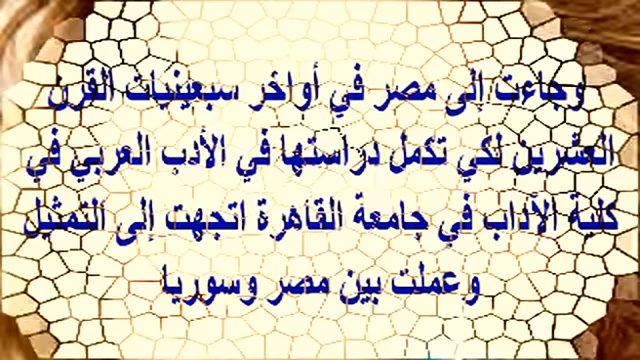 وجاءت إلى مصر في أواخر سبعينيات القرن
العشرين لكي تكمل دراستها في الأدب العربي في
كلية الآداب في جامعة القاهرة اتجهت إلى التمثيل
وعملت بين مصر وسوريا